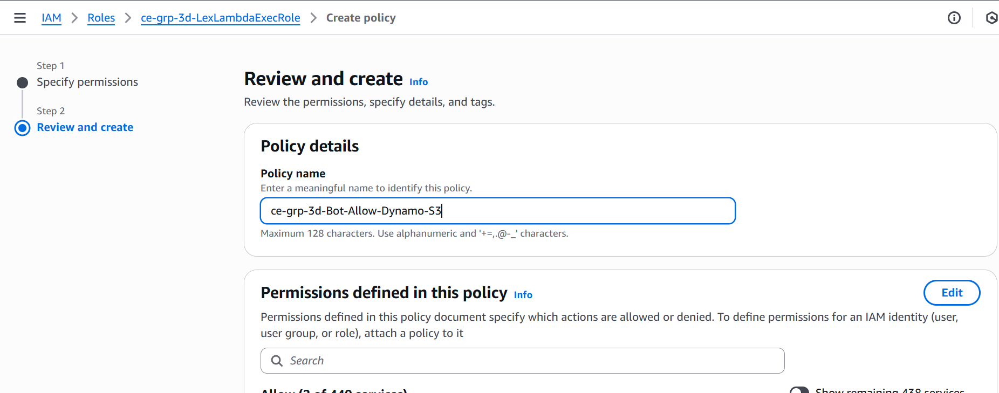 IAM > Roles > ce-grp-3d-LexLambdaExecRole > Create policy
Step 1
Specify permissions
Step 2
Review and create
Review and create Info
Review the permissions, specify details, and tags.
Policy details
Policy name
Enter a meaningful name to identify this policy.
ce-grp-3d-Bot-Allow-Dynamo-S3
Maximum 128 characters. Use alphanumeric and '+=,.@-_' characters.
Permissions defined in this policy Info
Edit
Permissions defined in this policy document specify which actions are allowed or denied. To define permissions for an IAM identity (user,
user group, or role), attach a policy to it
Search
Allow (2 of 440 services)
Show remaining 438 services